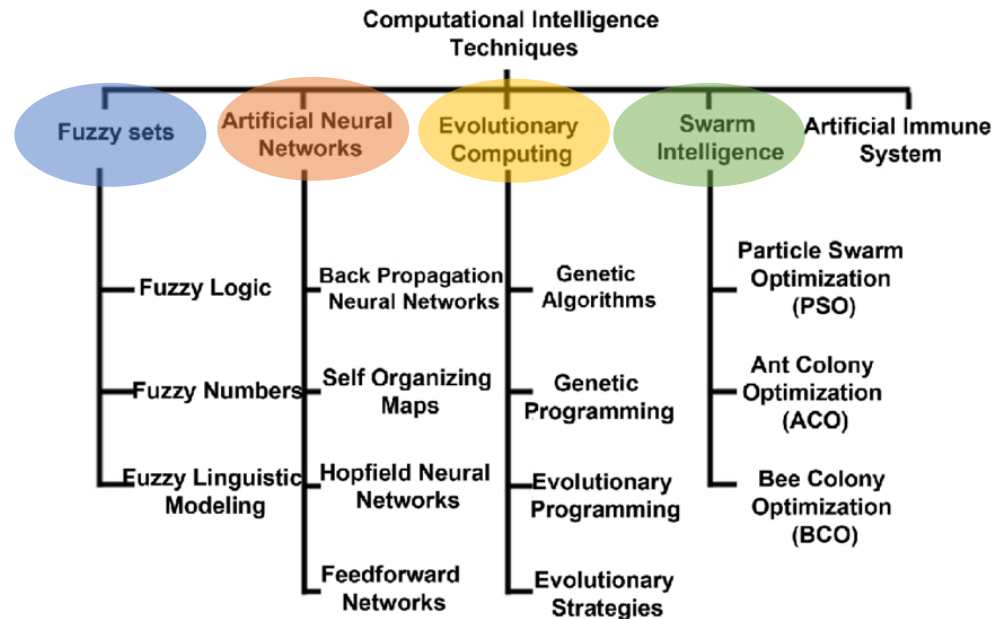 Computational Intelligence
Techniques
Fuzzy sets
Artificial Neural
Networks
Evolutionary
Computing
Swarm
Intelligence
Artificial Immune
System
Fuzzy Logic
Fuzzy Numbers
Euzzy Linguistic
Modeling
Back Propagation
Neural Networks
Self Organizing
Maps
Hopfield Neural
Networks
Feedforward
Networks
Genetic
Algorithms
Genetic
Programming
Evolutionary
Programming
Evolutionary
Strategies
Particle Swarm
Optimization
(PSO)
Ant Colony
Optimization
(ACO)
Bee Colony
Optimization
(BCO)